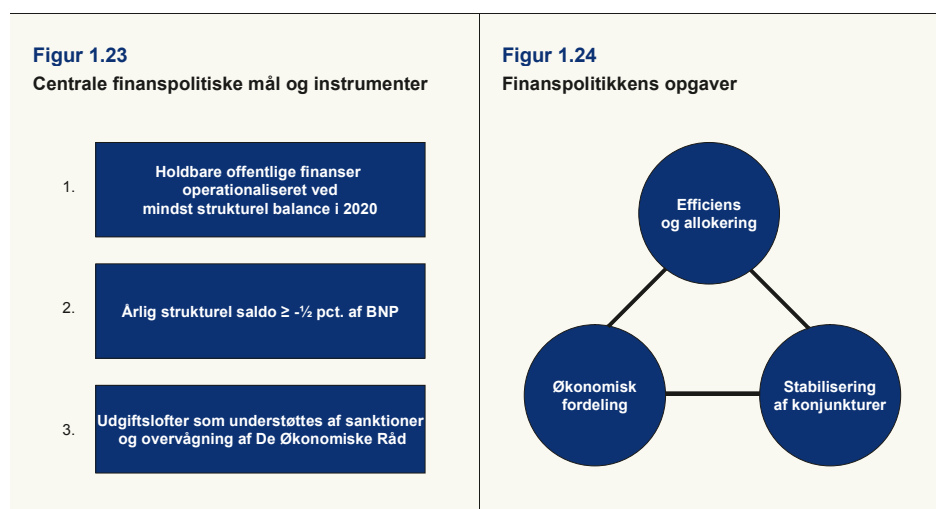 Figur 1.23
Centrale finanspolitiske mål og instrumenter
1.
Holdbare offentlige finanser
operationaliseret ved
mindst strukturel balance i 2020
2.
Årlig strukturel saldo ≥ -½ pct. af BNP
3.
Udgiftslofter som understøttes af sanktioner
og overvågning af De Økonomiske Råd
Figur 1.24
Finanspolitikkens opgaver
Efficiens
og allokering
Økonomisk
fordeling
Stabilisering
af konjunkturer